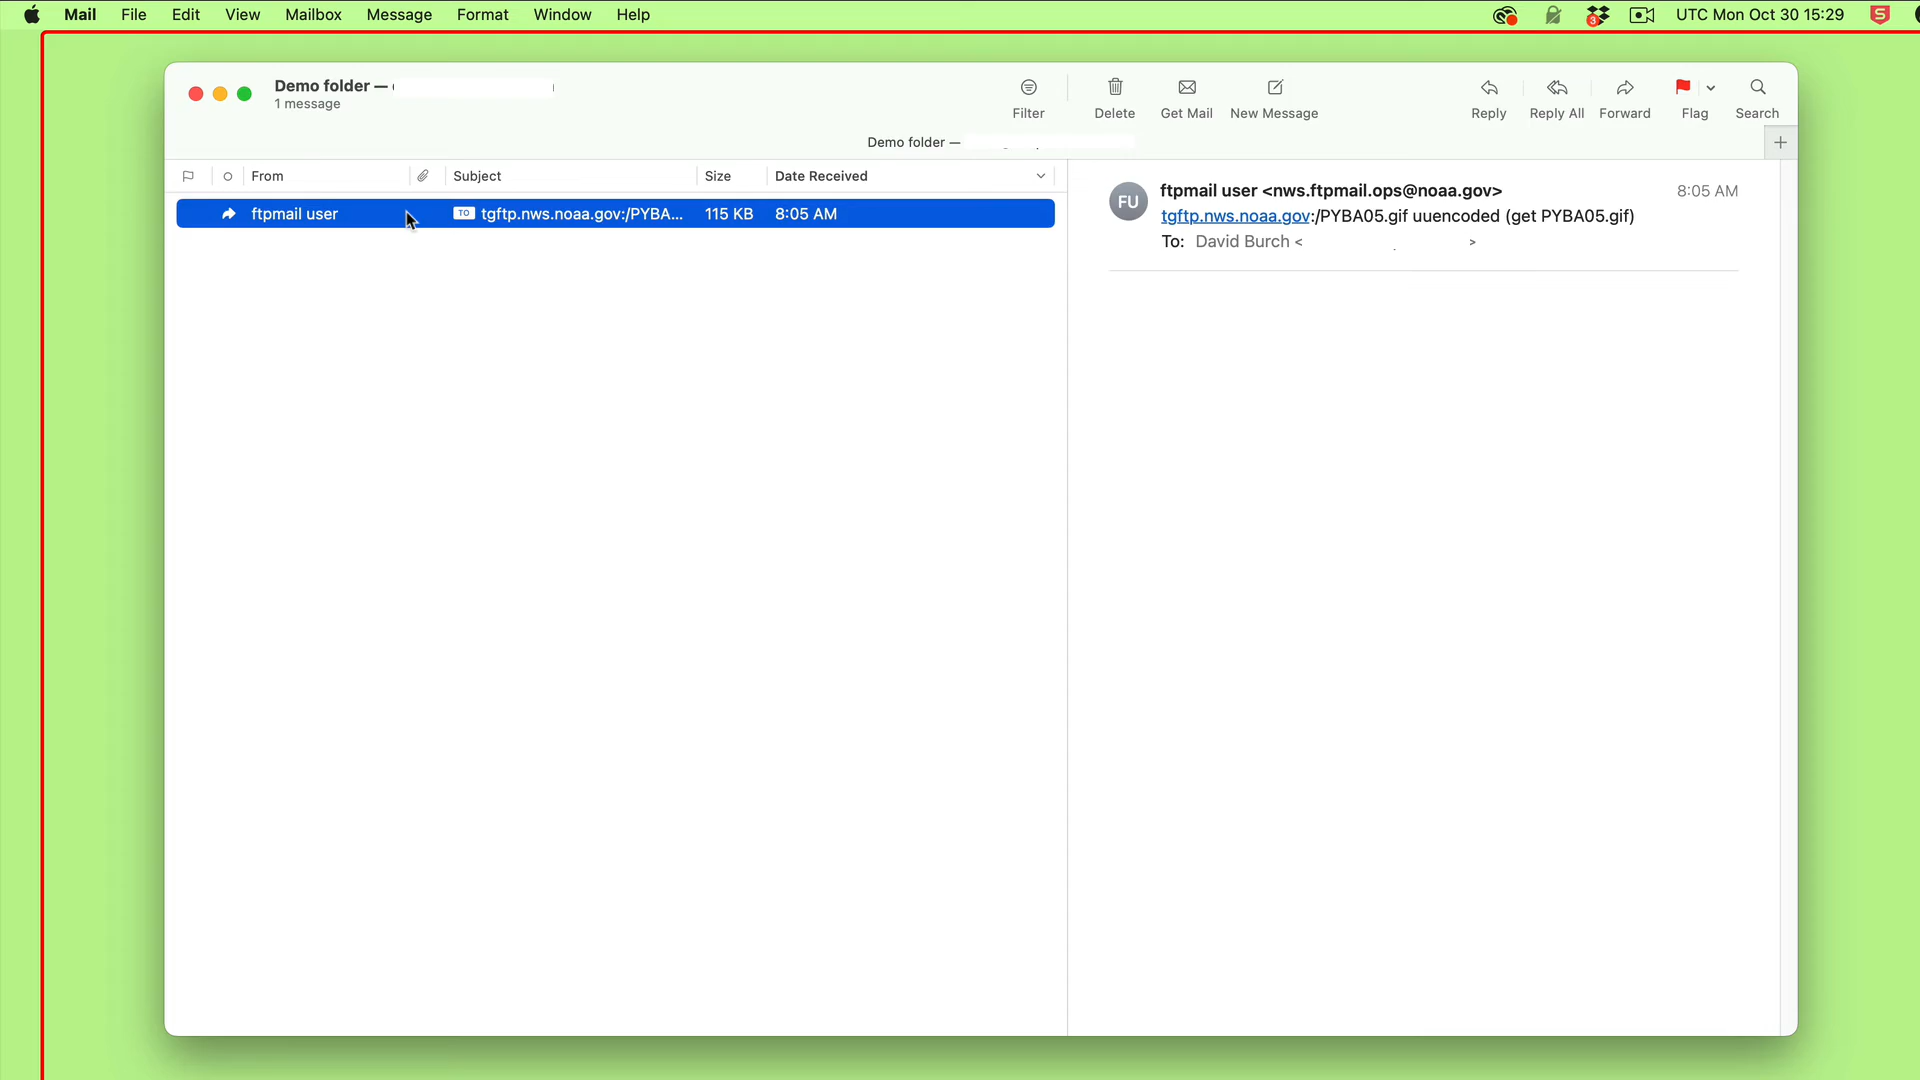 Mail File Edit View Mailbox Message Format Window Help
3
UTC Mon Oct 30 15:29
S
Demo folder —
1 message
Filter
Delete
Get Mail
New Message
Reply
Reply All
Forward
Flag
Search
Demo folder —
From Subject Size Date Received
ftpmail user TO tgftp.nws.noaa.gov:/PYBA... 115 KB 8:05 AM
FU
ftpmail user <nws.ftpmail.ops@noaa.gov> 8:05 AM
tgftp.nws.noaa.gov:/PYBA05.gif uuencoded (get PYBA05.gif)
To: David Burch < >